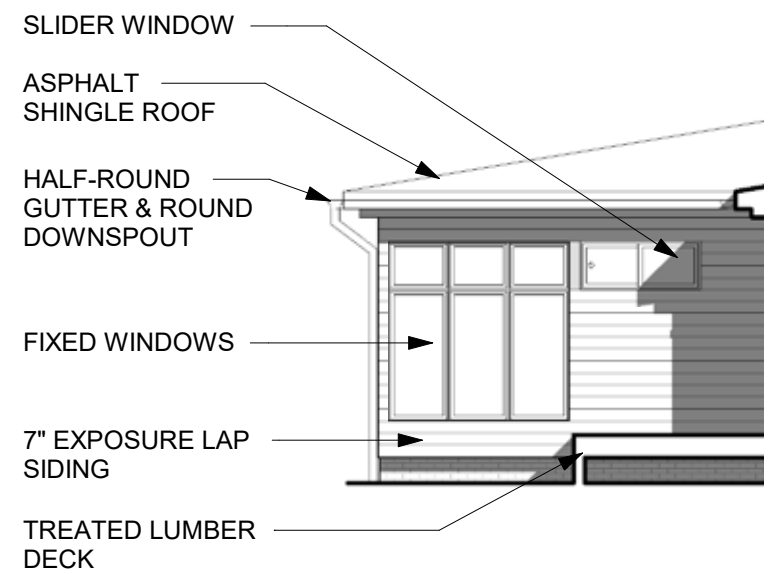 SLIDER WINDOW
ASPHALT
SHINGLE ROOF
HALF-ROUND
GUTTER & ROUND
DOWNSPOUT
FIXED WINDOWS
7" EXPOSURE LAP
SIDING
TREATED LUMBER
DECK